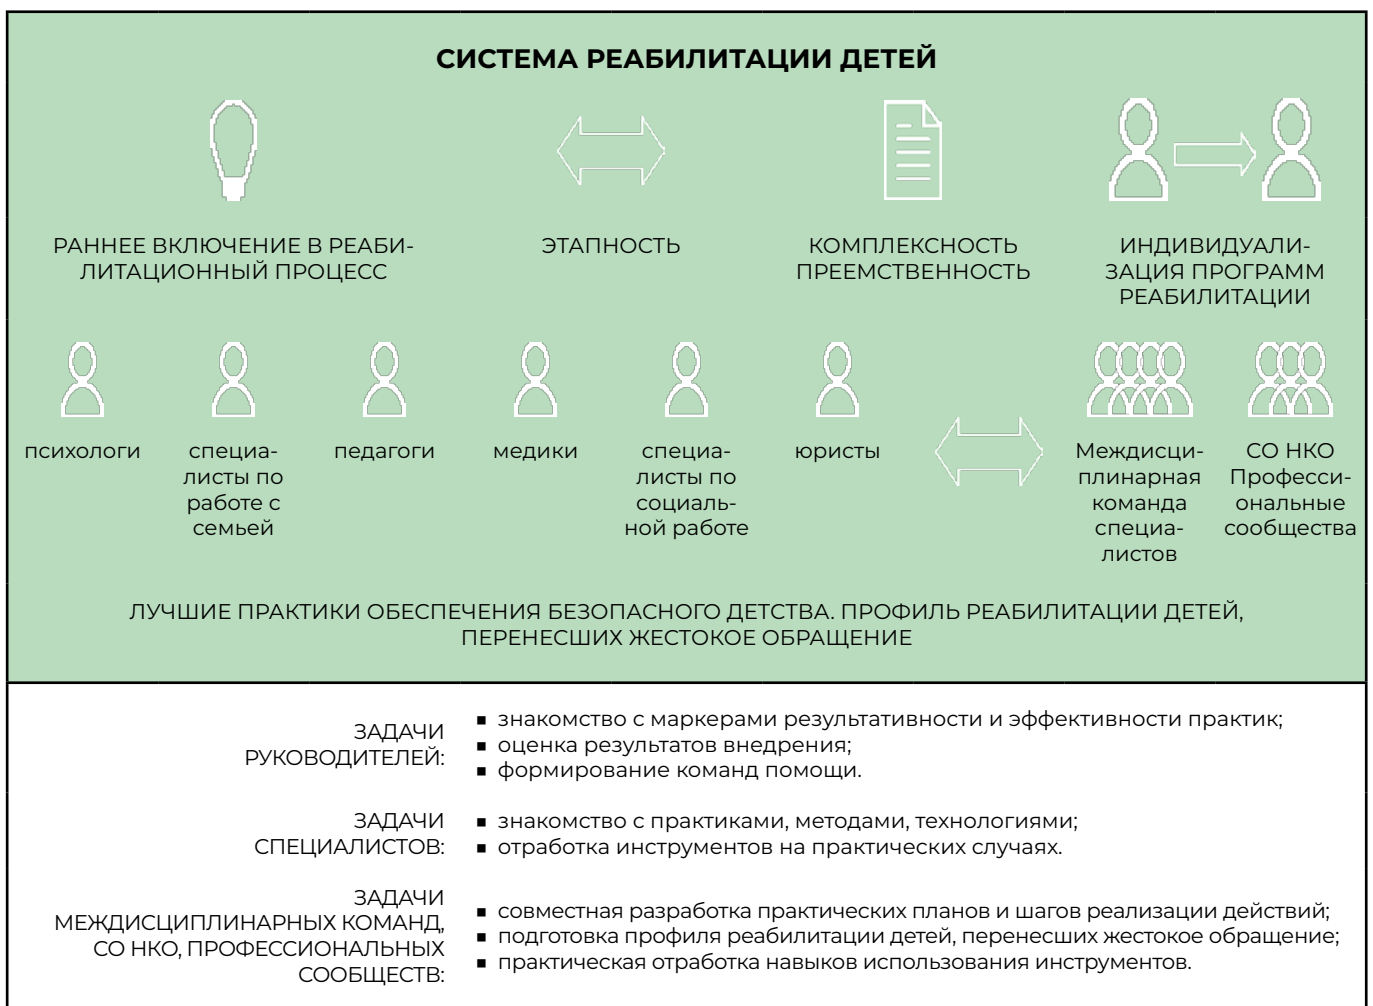 СИСТЕМА РЕАБИЛИТАЦИИ ДЕТЕЙ
РАННЕЕ ВКЛЮЧЕНИЕ В РЕАБИ-
ЛИТАЦИОННЫЙ ПРОЦЕСС
ЭТАПНОСТЬ
КОМПЛЕКСНОСТЬ
ПРЕЕМСТВЕННОСТЬ
ИНДИВИДУАЛИ-
ЗАЦИЯ ПРОГРАММ
РЕАБИЛИТАЦИИ
психологи
специа-
листы по
работе с
семьей
педагоги
медики
специа-
листы по
социаль-
ной работе
юристы
Междисци-
плинарная
команда
специа-
листов
СО НКО
Професси-
ональные
сообщества
ЛУЧШИЕ ПРАКТИКИ ОБЕСПЕЧЕНИЯ БЕЗОПАСНОГО ДЕТСТВА. ПРОФИЛЬ РЕАБИЛИТАЦИИ ДЕТЕЙ,
ПЕРЕНЕСШИХ ЖЕСТОКОЕ ОБРАЩЕНИЕ
ЗАДАЧИ
РУКОВОДИТЕЛЕЙ:
▪ знакомство с маркерами результативности и эффективности практик;
▪ оценка результатов внедрения;
▪ формирование команд помощи.
ЗАДАЧИ
СПЕЦИАЛИСТОВ:
▪ знакомство с практиками, методами, технологиями;
▪ отработка инструментов на практических случаях.
ЗАДАЧИ
МЕЖДИСЦИПЛИНАРНЫХ КОМАНД,
СО НКО, ПРОФЕССИОНАЛЬНЫХ
СООБЩЕСТВ:
▪ совместная разработка практических планов и шагов реализации действий;
▪ подготовка профиля реабилитации детей, перенесших жестокое обращение;
▪ практическая отработка навыков использования инструментов.